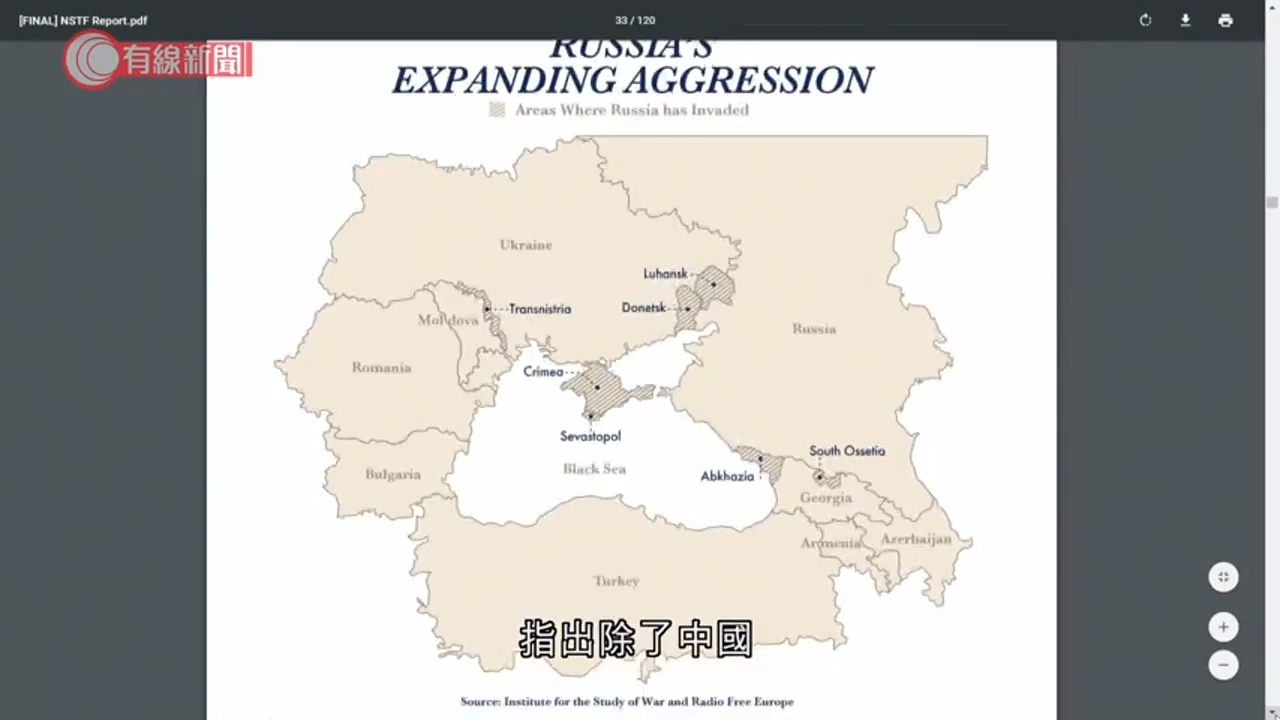 [FINAL] NSTF Report.pdf
33 / 120
有線新聞
RUSSIA'S
EXPANDING AGGRESSION
Areas Where Russia has Invaded
Ukraine
Luhansk
Donetsk
Transnistria
Moldova
Russia
Romania
Crimea
Sevastopol
South Ossetia
Black Sea
Bulgaria
Abkhazia
Georgia
Armenia
Azerbaijan
Turkey
指出除了中國
Source: Institute for the Study of War and Radio Free Europe